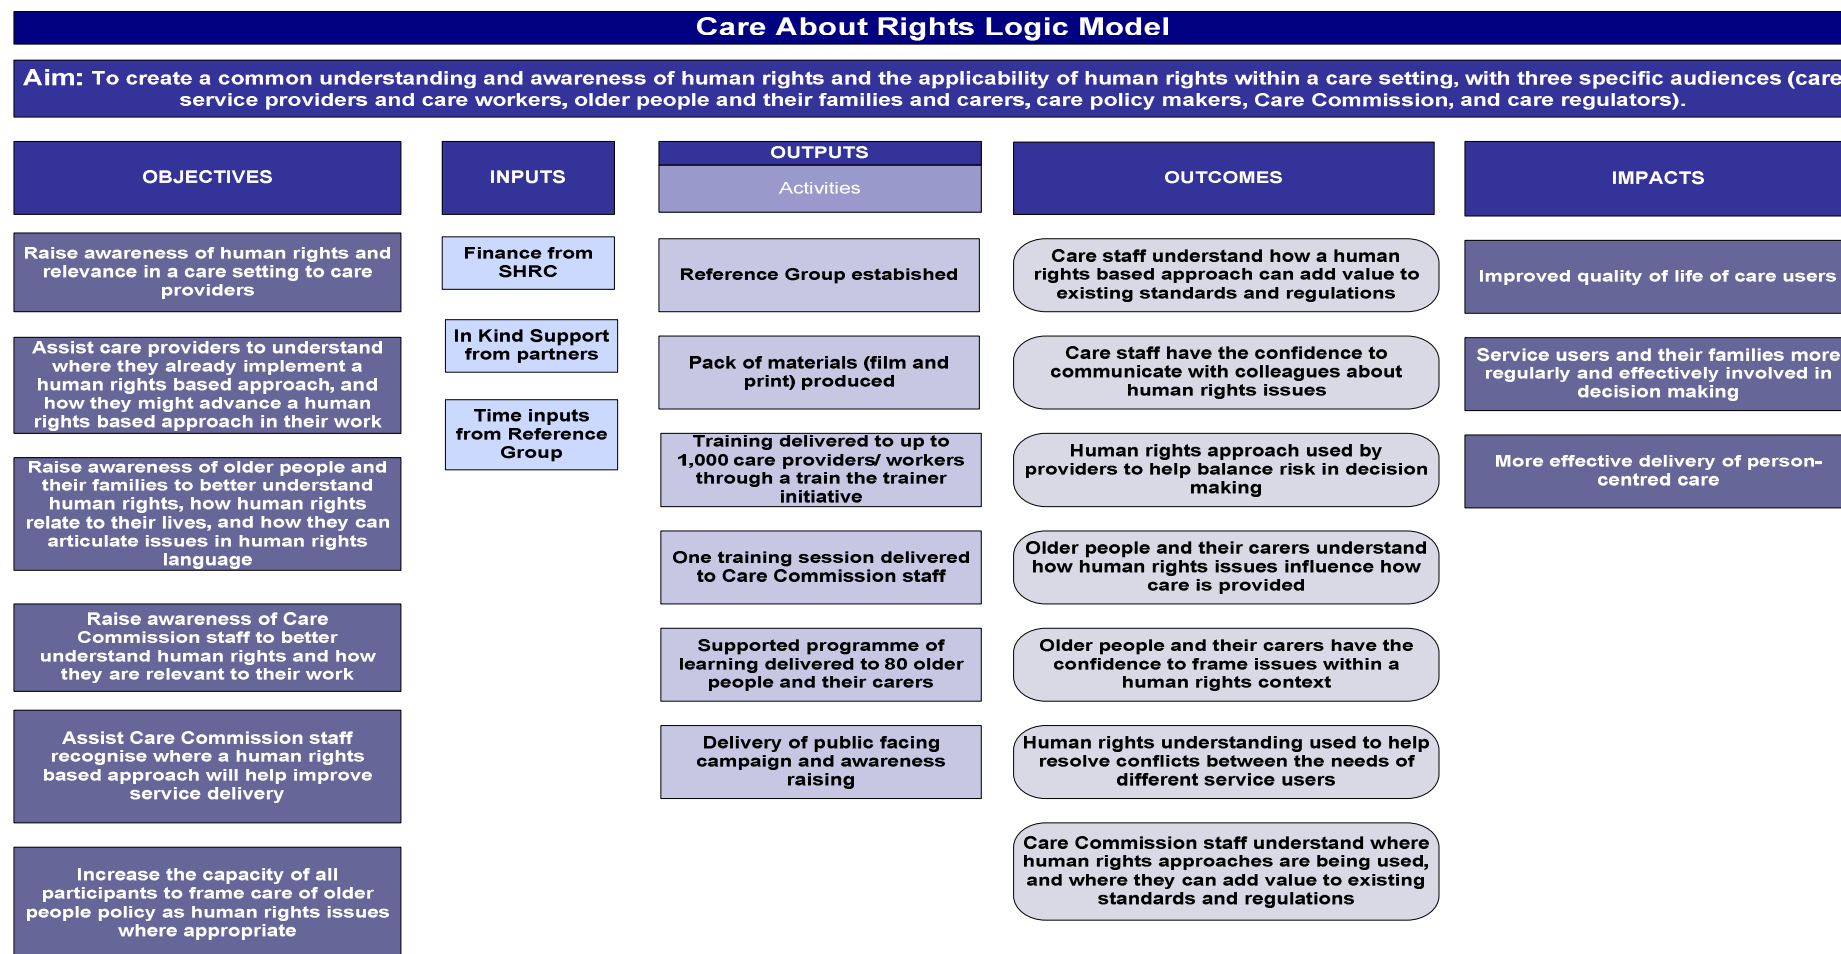 Care About Rights Logic Model
Aim: To create a common understanding and awareness of human rights and the applicability of human rights within a care setting, with three specific audiences (care
service providers and care workers, older people and their families and carers, care policy makers, Care Commission, and care regulators).
OBJECTIVES
Raise awareness of human rights and
relevance in a care setting to care
providers
Assist care providers to understand
where they already implement a
human rights based approach, and
how they might advance a human
rights based approach in their work
Raise awareness of older people and
their families to better understand
human rights, how human rights
relate to their lives, and how they can
articulate issues in human rights
language
Raise awareness of Care
Commission staff to better
understand human rights and how
they are relevant to their work
Assist Care Commission staff
recognise where a human rights
based approach will help improve
service delivery
Increase the capacity of all
participants to frame care of older
people policy as human rights issues
where appropriate
INPUTS
Finance from
SHRC
In Kind Support
from partners
Time inputs
from Reference
Group
OUTPUTS
Activities
Reference Group estabished
Pack of materials (film and
print) produced
Training delivered to up to
1,000 care providers/ workers
through a train the trainer
initiative
One training session delivered
to Care Commission staff
Supported programme of
learning delivered to 80 older
people and their carers
Delivery of public facing
campaign and awareness
raising
OUTCOMES
Care staff understand how a human
rights based approach can add value to
existing standards and regulations
Care staff have the confidence to
communicate with colleagues about
human rights issues
Human rights approach used by
providers to help balance risk in decision
making
Older people and their carers understand
how human rights issues influence how
care is provided
Older people and their carers have the
confidence to frame issues within a
human rights context
Human rights understanding used to help
resolve conflicts between the needs of
different service users
Care Commission staff understand where
human rights approaches are being used,
and where they can add value to existing
standards and regulations
IMPACTS
Improved quality of life of care users
Service users and their families more
regularly and effectively involved in
decision making
More effective delivery of person-
centred care